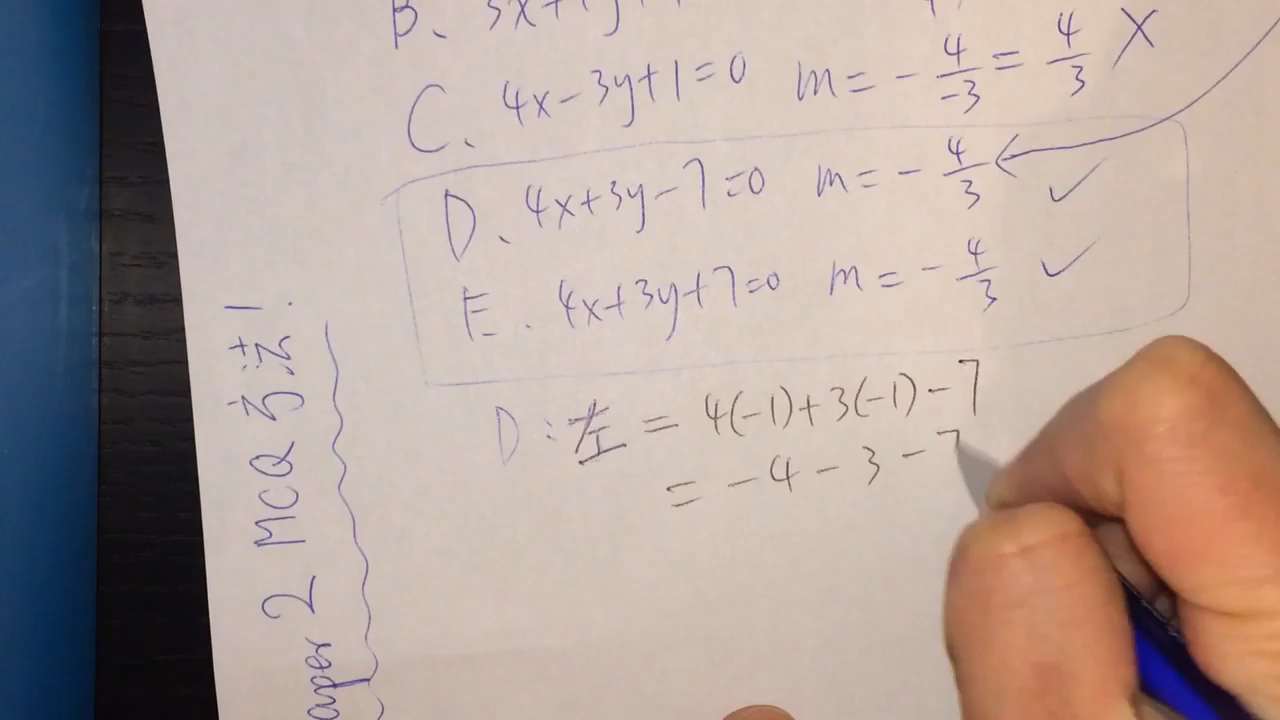 B、
C、4x-3y+1=0 m=-4/-3=4/3 X
D、4x+3y-7=0 m=-4/3 ✓
E. 4x+3y+7=0 m=-4/3 ✓
D:左=4(-1)+3(-1)-7
=-4-3-7
2 MCQ 方法!